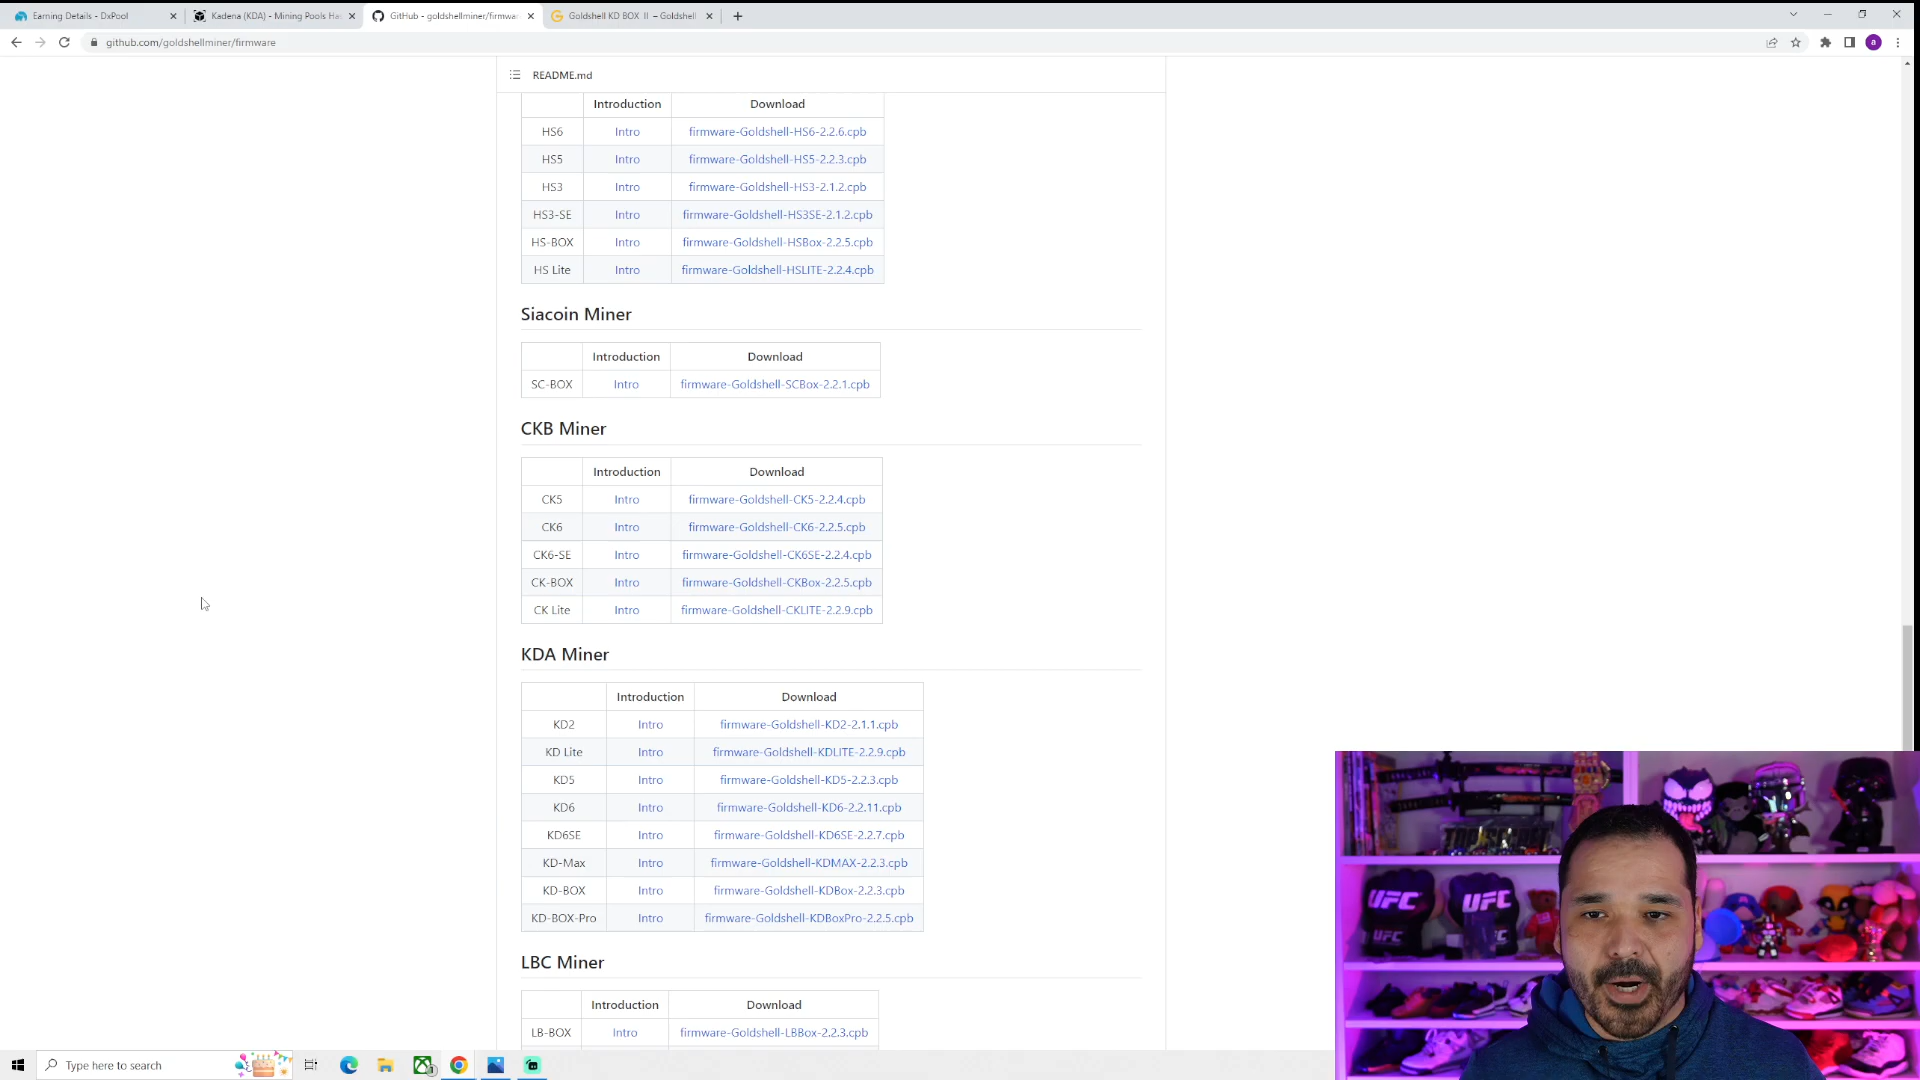 Earning Details - DxPool
Kadena (KDA) - Mining Pools Ha
GitHub - goldshellminer/firmwa
Goldshell KD BOX II – Goldshell
github.com/goldshellminer/firmware
README.md
Introduction Download
HS6 Intro firmware-Goldshell-HS6-2.2.6.cpb
HS5 Intro firmware-Goldshell-HS5-2.2.3.cpb
HS3 Intro firmware-Goldshell-HS3-2.1.2.cpb
HS3-SE Intro firmware-Goldshell-HS3SE-2.1.2.cpb
HS-BOX Intro firmware-Goldshell-HSBox-2.2.5.cpb
HS Lite Intro firmware-Goldshell-HSLITE-2.2.4.cpb
Siacoin Miner
Introduction Download
SC-BOX Intro firmware-Goldshell-SCBox-2.2.1.cpb
CKB Miner
Introduction Download
CK5 Intro firmware-Goldshell-CK5-2.2.4.cpb
CK6 Intro firmware-Goldshell-CK6-2.2.5.cpb
CK6-SE Intro firmware-Goldshell-CK6SE-2.2.4.cpb
CK-BOX Intro firmware-Goldshell-CKBox-2.2.5.cpb
CK Lite Intro firmware-Goldshell-CKLITE-2.2.9.cpb
KDA Miner
Introduction Download
KD2 Intro firmware-Goldshell-KD2-2.1.1.cpb
KD Lite Intro firmware-Goldshell-KDLITE-2.2.9.cpb
KD5 Intro firmware-Goldshell-KD5-2.2.3.cpb
KD6 Intro firmware-Goldshell-KD6-2.2.11.cpb
KD6SE Intro firmware-Goldshell-KD6SE-2.2.7.cpb
KD-Max Intro firmware-Goldshell-KDMAX-2.2.3.cpb
KD-BOX Intro firmware-Goldshell-KDBox-2.2.3.cpb
KD-BOX-Pro Intro firmware-Goldshell-KDBoxPro-2.2.5.cpb
LBC Miner
Introduction Download
LB-BOX Intro firmware-Goldshell-LBBox-2.2.3.cpb
Type here to search
UFC UFC
UFC UFC